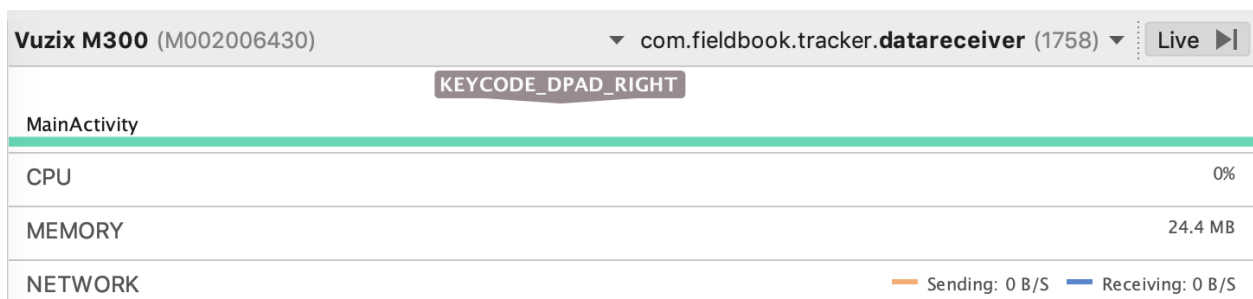 Vuzix M300 (M002006430) com.fieldbook.tracker.datareceiver (1758) Live
KEYCODE_DPAD_RIGHT
MainActivity
CPU 0%
MEMORY 24.4 MB
NETWORK Sending: 0 B/S Receiving: 0 B/S